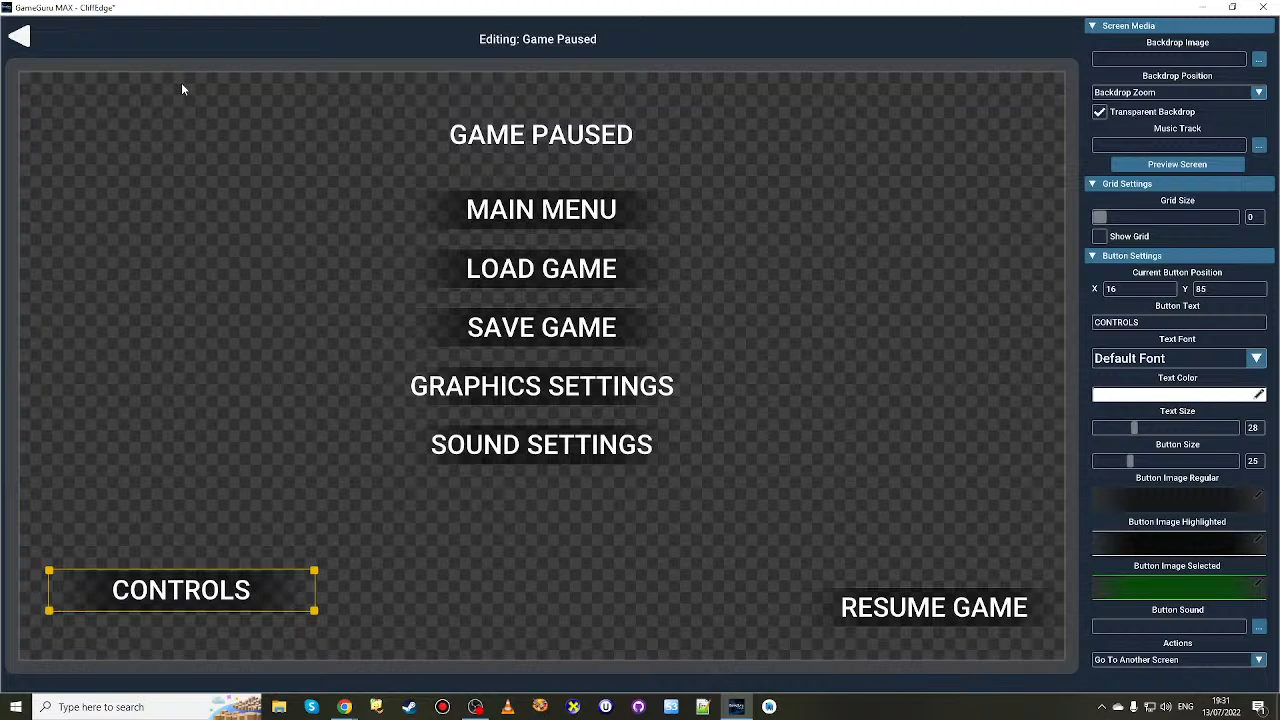 GameGuru MAX - CliffEdge*
Editing: Game Paused
GAME PAUSED
MAIN MENU
LOAD GAME
SAVE GAME
GRAPHICS SETTINGS
SOUND SETTINGS
CONTROLS
RESUME GAME
Screen Media
Backdrop Image
...
Backdrop Position
Backdrop Zoom
Transparent Backdrop
Music Track
...
Preview Screen
Grid Settings
Grid Size
0
Show Grid
Button Settings
Current Button Position
X 16 Y 85
Button Text
CONTROLS
Text Font
Default Font
Text Color
Text Size
28
Button Size
25
Button Image Regular
Button Image Highlighted
Button Image Selected
Button Sound
...
Actions
Go To Another Screen
Type here to search
19:31
13/07/2022